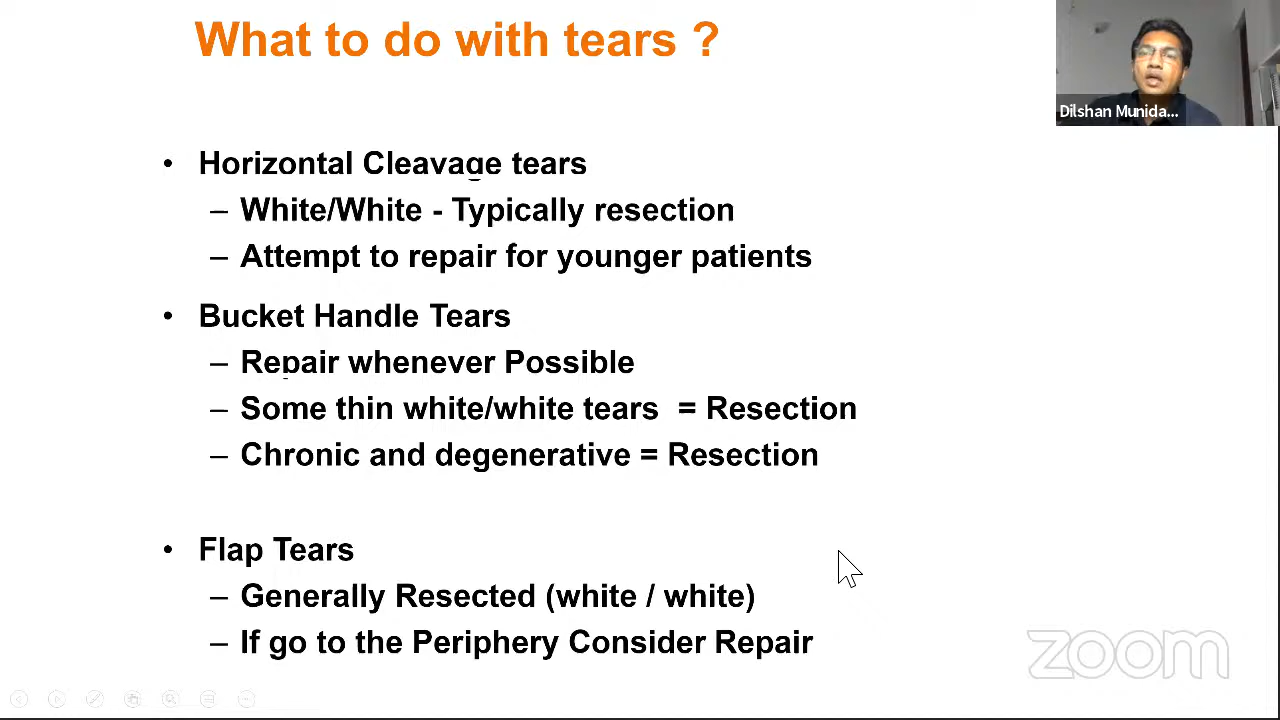 What to do with tears ?
Dilshan Munida...
• Horizontal Cleavage tears
– White/White - Typically resection
– Attempt to repair for younger patients
• Bucket Handle Tears
– Repair whenever Possible
– Some thin white/white tears = Resection
– Chronic and degenerative = Resection
• Flap Tears
– Generally Resected (white / white)
– If go to the Periphery Consider Repair
zoom